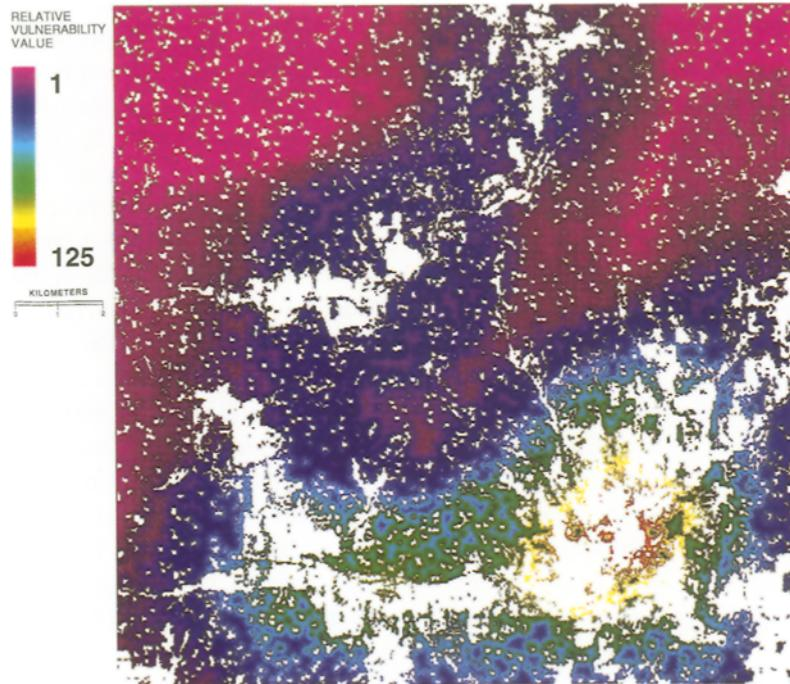 RELATIVE
VULNERABILITY
VALUE
1
125
KILOMETERS
0 1 2